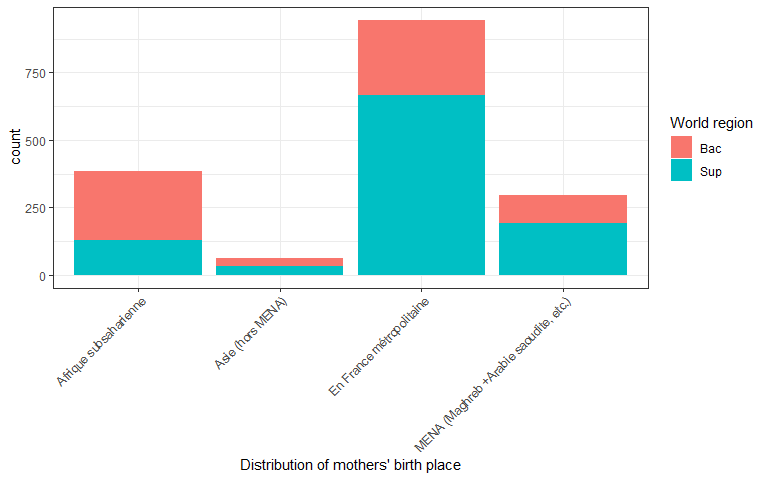 count
750
500
250
0
Afrique subsaharienne
Asie (hors MENA)
En France métropolitaine
MENA (Maghreb +Arabie saoudite, etc.)
Distribution of mothers' birth place
World region
Bac
Sup